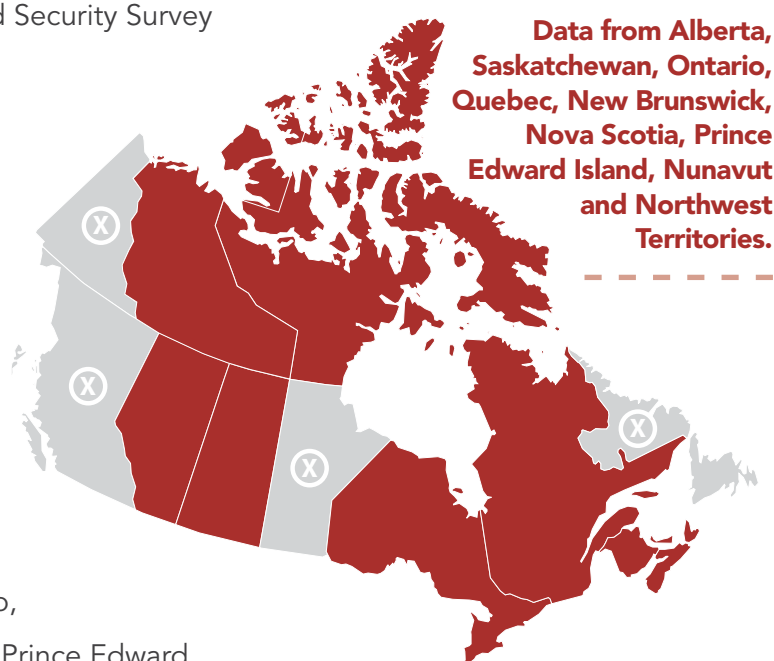 Security Survey
Data from Alberta,
Saskatchewan, Ontario,
Quebec, New Brunswick,
Nova Scotia, Prince
Edward Island, Nunavut
and Northwest
Territories.
X
X
X
X
Prince Edward